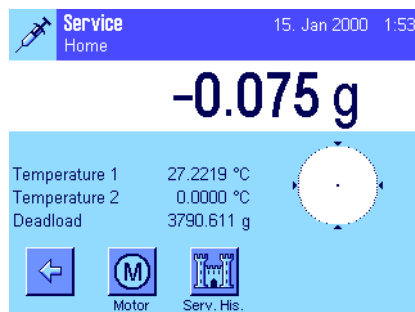 Service 15. Jan 2000 1:53
Home
-0.075 g
Temperature 1 27.2219 °C
Temperature 2 0.0000 °C
Deadload 3790.611 g
M
Motor Serv. His.